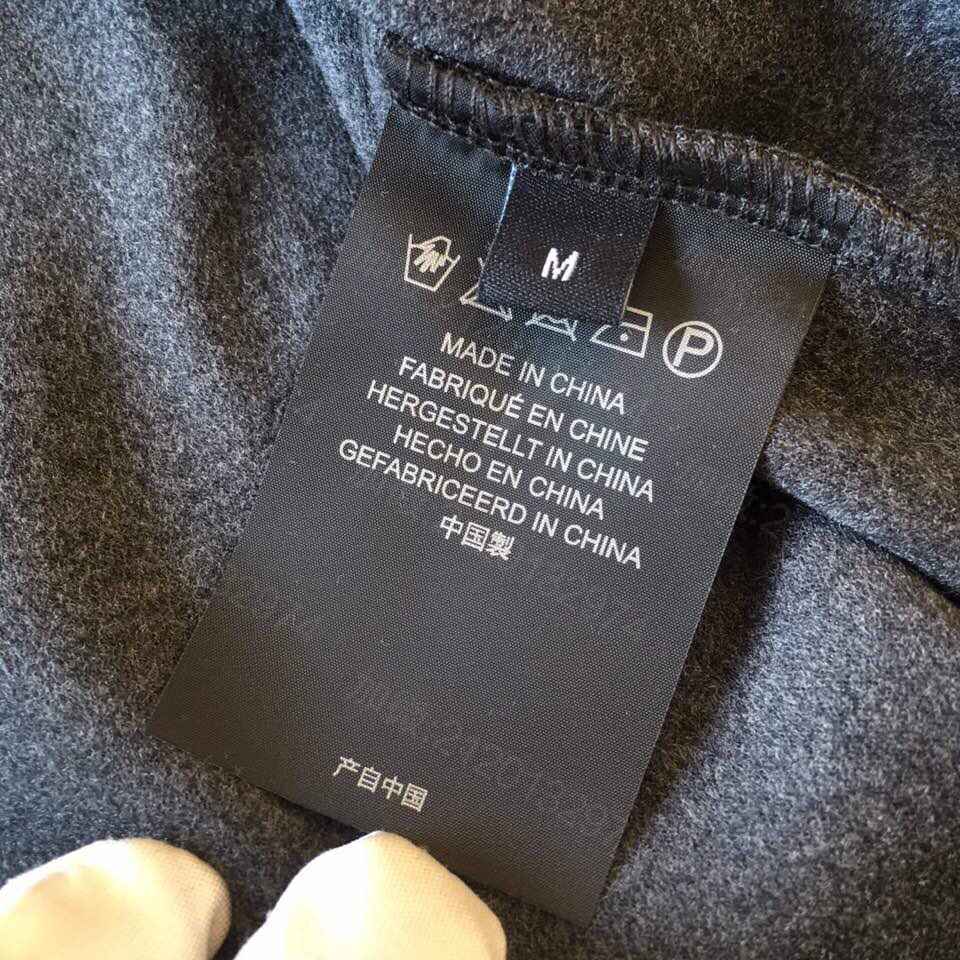 M
P
MADE IN CHINA
FABRIQUÉ EN CHINE
HERGESTELLT IN CHINA
HECHO EN CHINA
GEFABRICEERD IN CHINA
中国製
产自中国